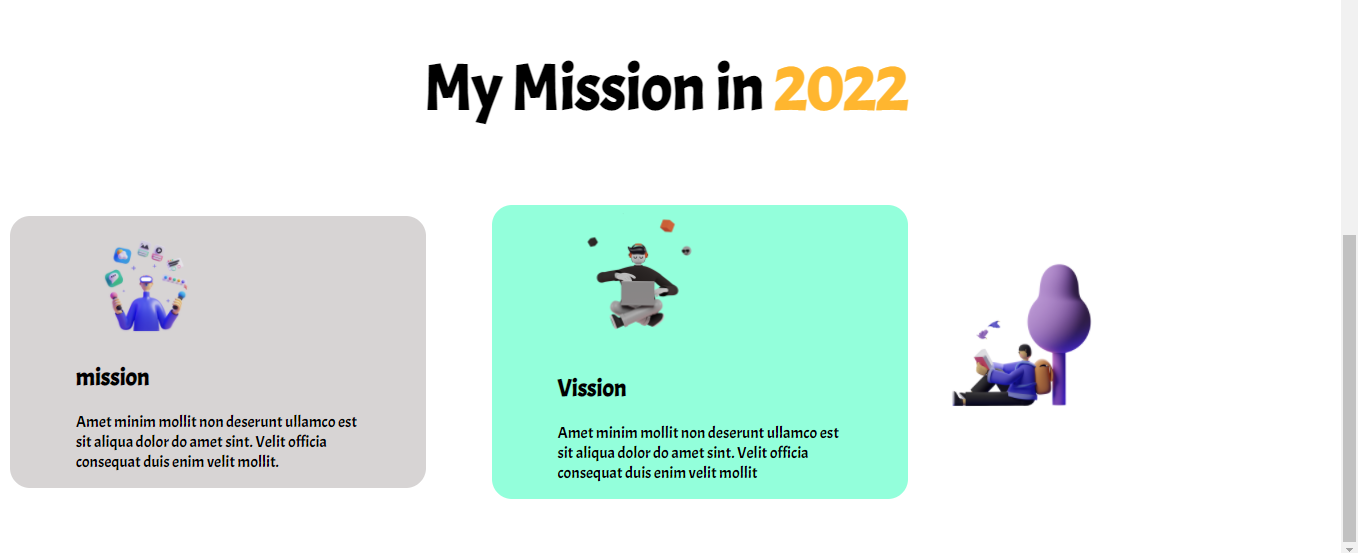 My Mission in 2022
mission
Amet minim mollit non deserunt ullamco est
sit aliqua dolor do amet sint. Velit officia
consequat duis enim velit mollit.
Vission
Amet minim mollit non deserunt ullamco est
sit aliqua dolor do amet sint. Velit officia
consequat duis enim velit mollit